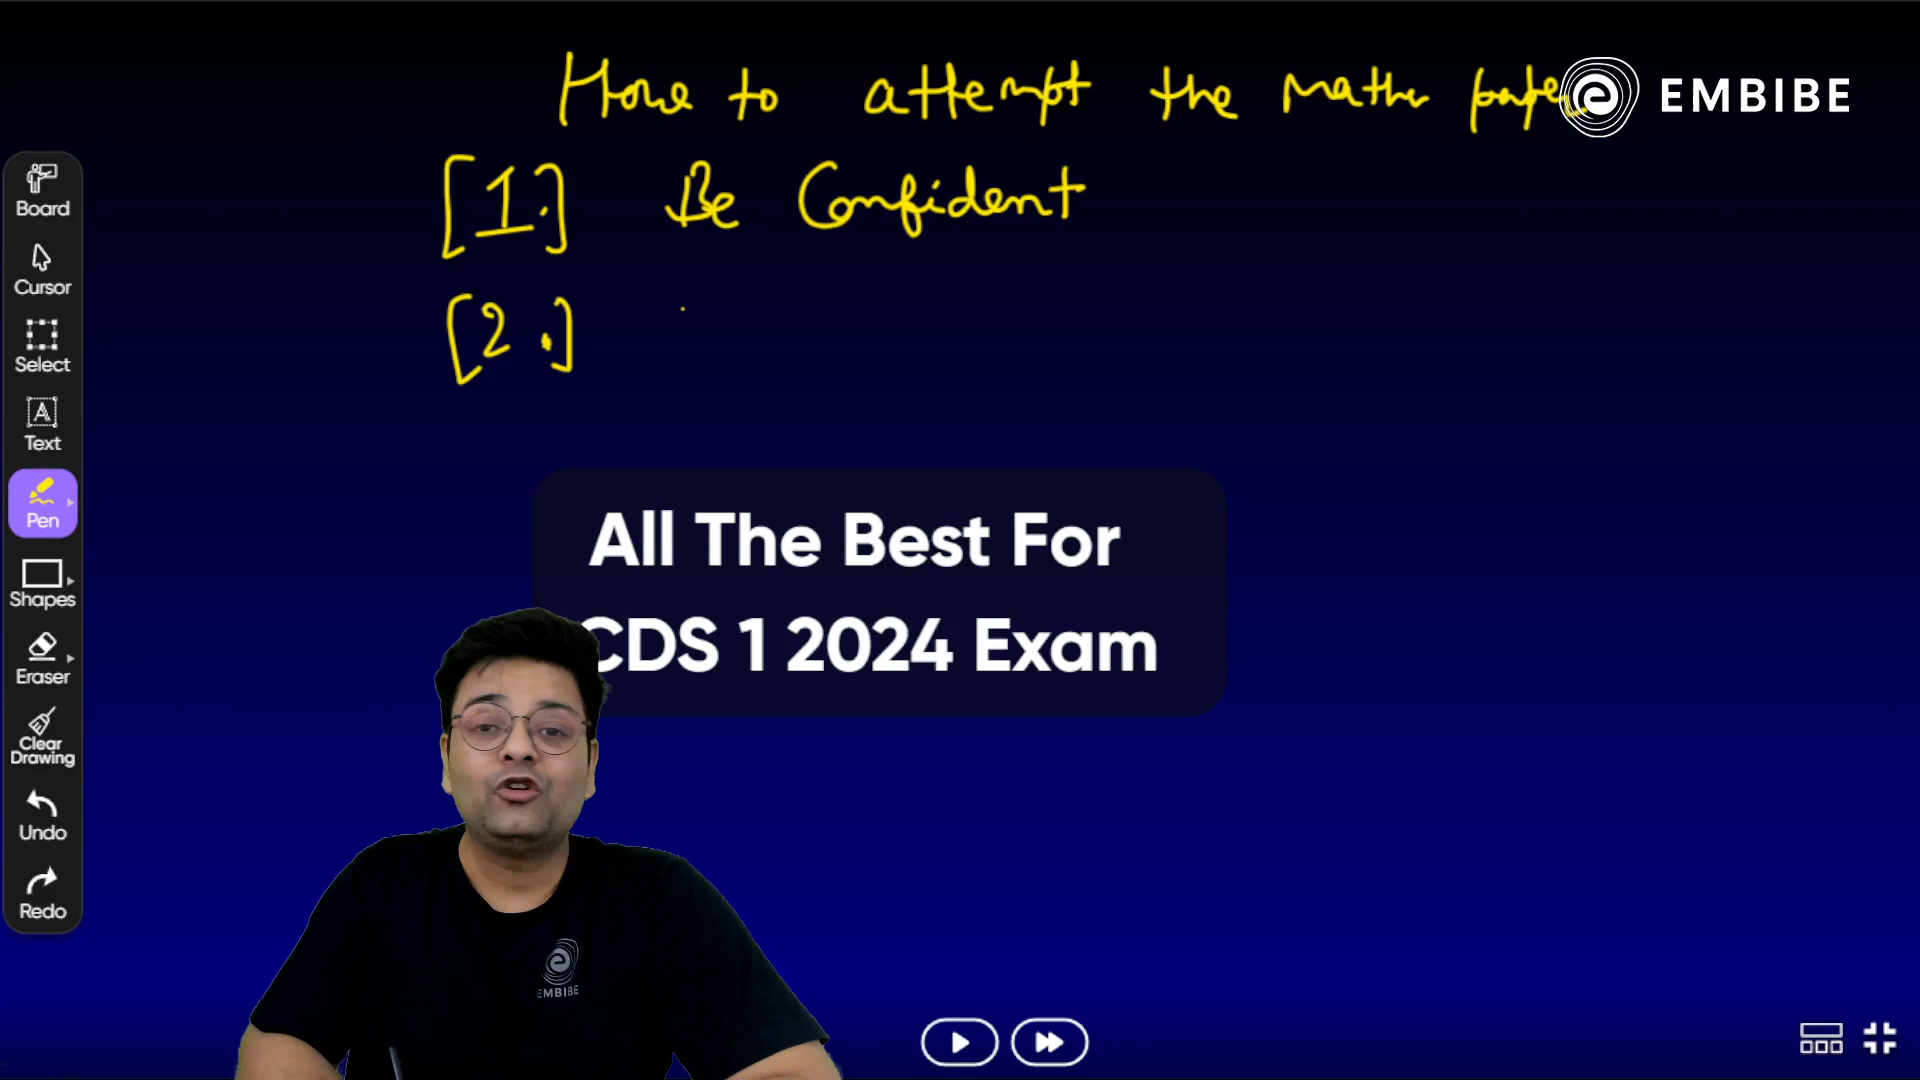 How to attempt the Maths paper
EMBIBE
[1.] Be Confident
[2.]
Board
Cursor
Select
Text
Pen
Shapes
Eraser
Clear
Drawing
Undo
Redo
All The Best For
CDS 1 2024 Exam
EMBIBE